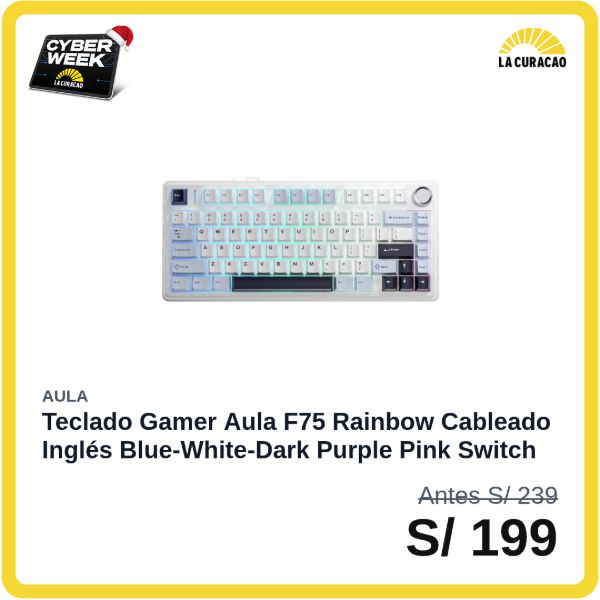 CYBER
WEEK
LA CURACAO
LA CURACAO
AULA
Teclado Gamer Aula F75 Rainbow Cableado
Inglés Blue-White-Dark Purple Pink Switch
Antes S/ 239
S/ 199